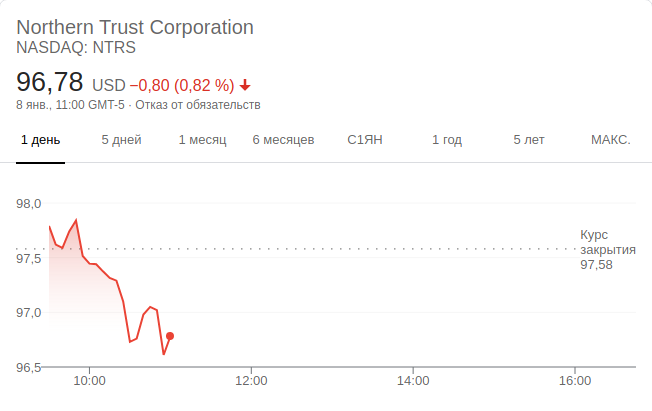 Northern Trust Corporation
NASDAQ: NTRS
96,78 USD −0,80 (0,82 %)
8 янв., 11:00 GMT-5 · Отказ от обязательств
1 день 5 дней 1 месяц 6 месяцев С1ЯН 1 год 5 лет МАКС.
98,0
Курс
закрытия
97,58
97,5
97,0
96,5
10:00 12:00 14:00 16:00